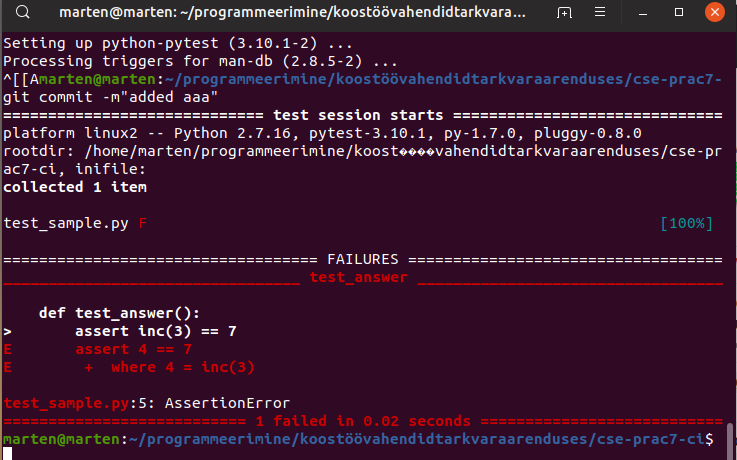 marten@marten: ~/programmeerimine/koostöövahendidtarkvara...
Setting up python-pytest (3.10.1-2) ...
Processing triggers for man-db (2.8.5-2) ...
^[[Amarten@marten:~/programmeerimine/koostöövahendidtarkvaraarenduses/cse-prac7-
git commit -m"added aaa"
============================= test session starts ==============================
platform linux2 -- Python 2.7.16, pytest-3.10.1, py-1.7.0, pluggy-0.8.0
rootdir: /home/marten/programmeerimine/koost����vahendidtarkvaraarenduses/cse-pr
ac7-ci, inifile:
collected 1 item
test_sample.py F [100%]
=================================== FAILURES ===================================
_________________________________ test_answer __________________________________
def test_answer():
> assert inc(3) == 7
E assert 4 == 7
E + where 4 = inc(3)
test_sample.py:5: AssertionError
=========================== 1 failed in 0.02 seconds ===========================
marten@marten:~/programmeerimine/koostöövahendidtarkvaraarenduses/cse-prac7-ci$